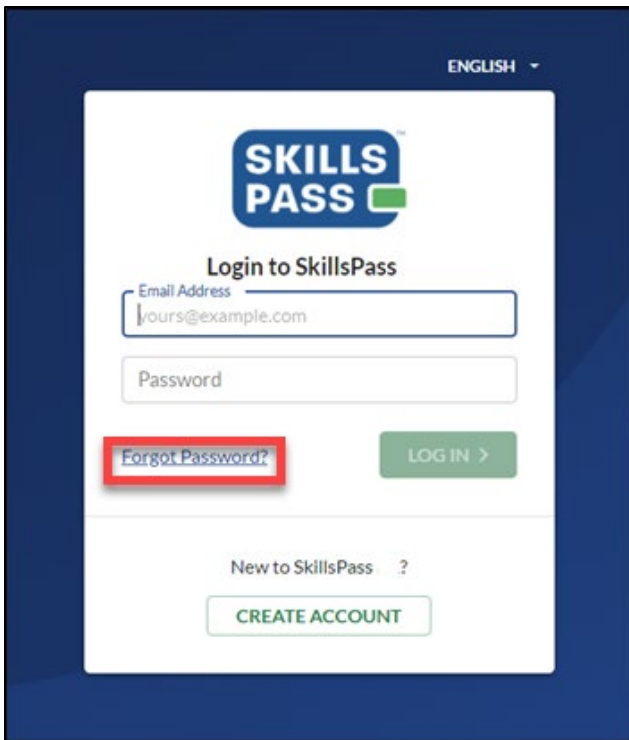 ENGLISH
SKILLS
PASS
Login to SkillsPass
Email Address
yours@example.com
Password
Forgot Password?
LOG IN >
New to SkillsPass ?
CREATE ACCOUNT